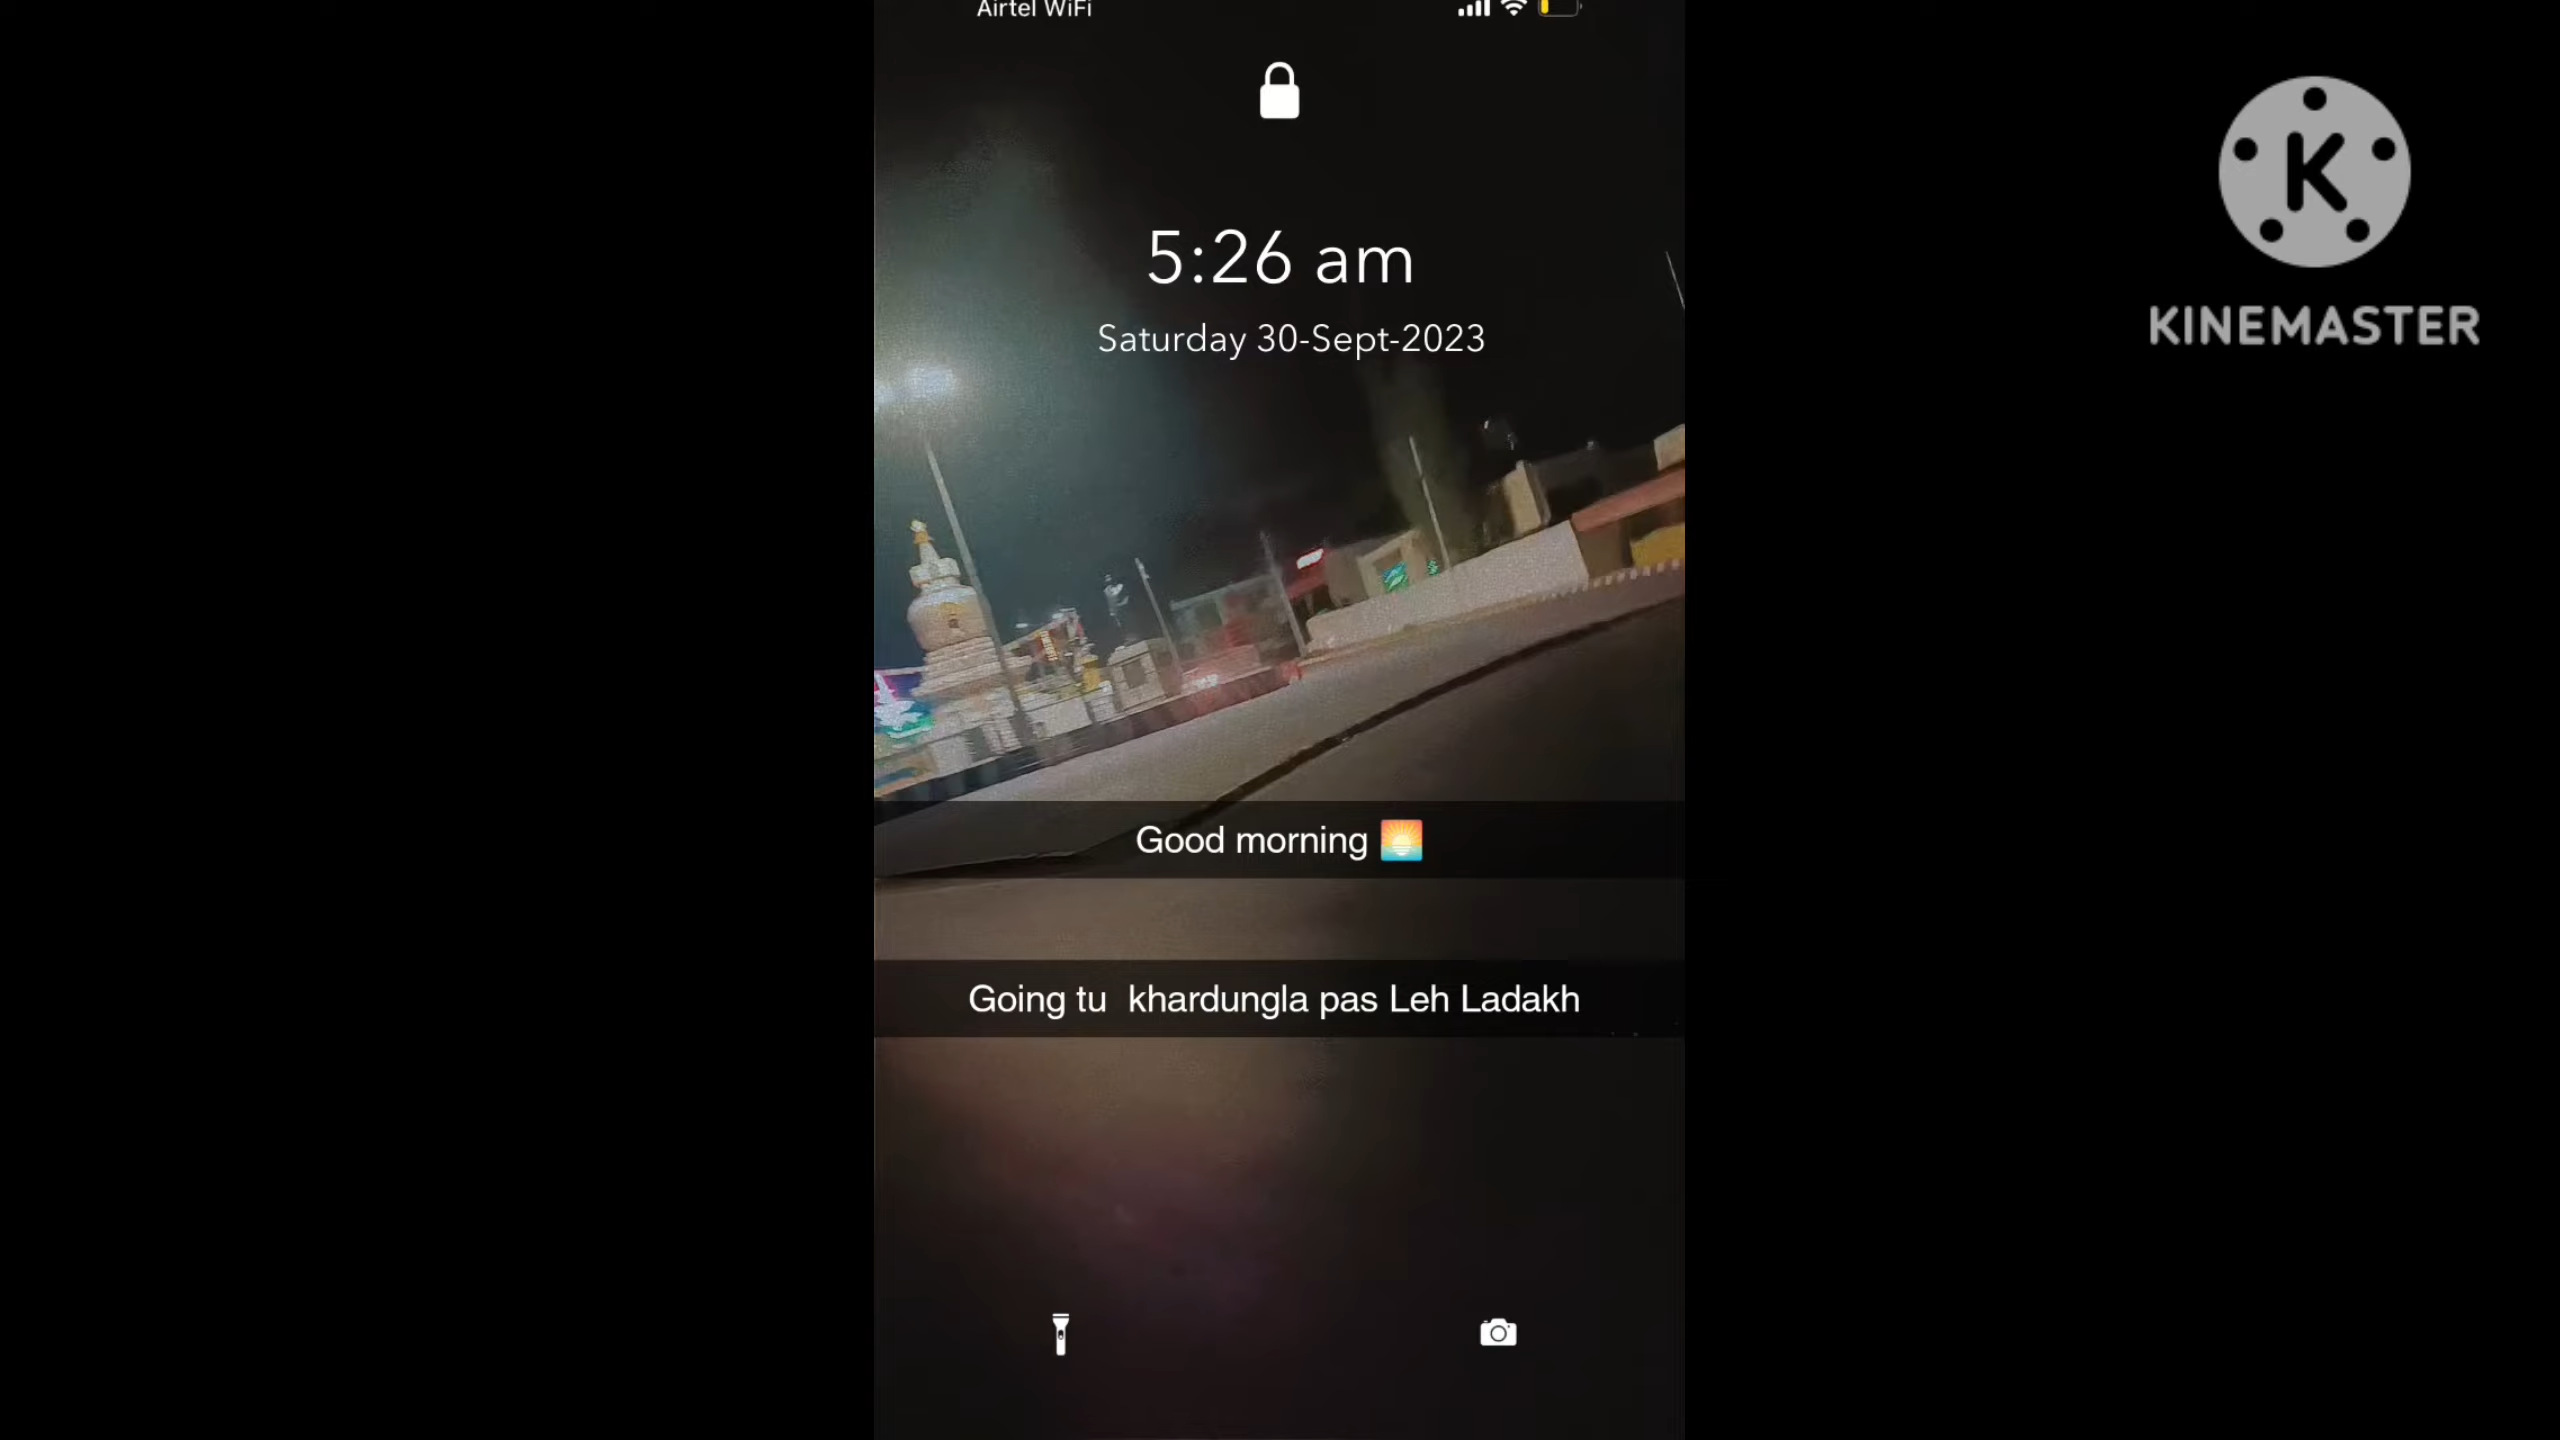 Airtel WiFi
5:26 am
Saturday 30-Sept-2023
Good morning 🌅
Going tu khardungla pas Leh Ladakh
K
KINEMASTER